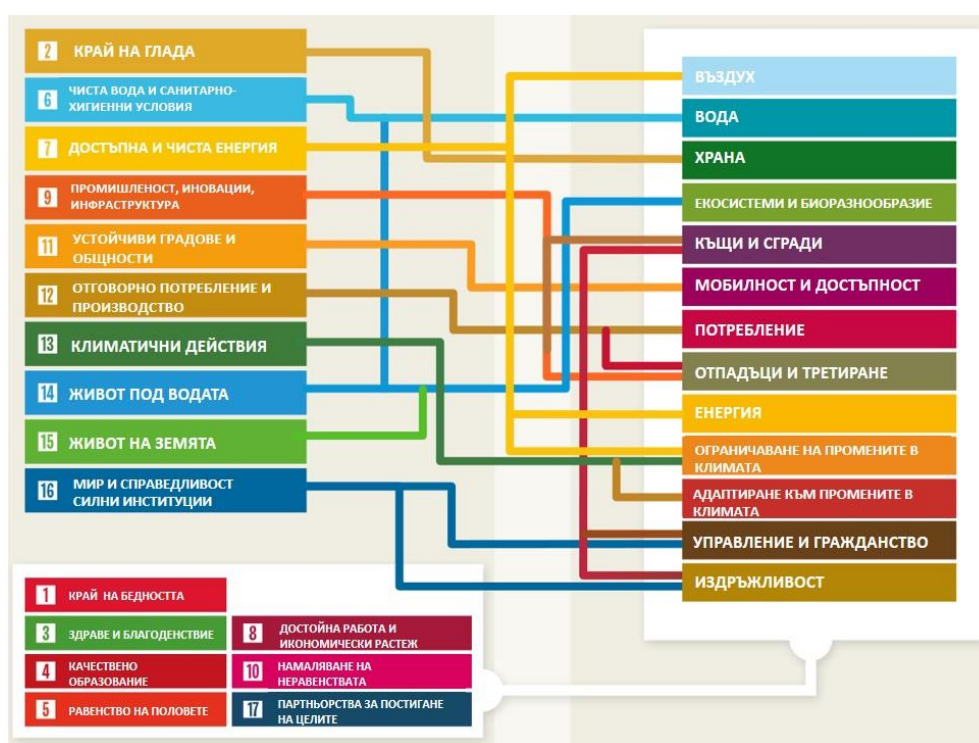 2 КРАЙ НА ГЛАДА
6 ЧИСТА ВОДА И САНИТАРНО-
ХИГИЕННИ УСЛОВИЯ
7 ДОСТЪПНА И ЧИСТА ЕНЕРГИЯ
9 ПРОМИШЛЕНОСТ, ИНОВАЦИИ,
ИНФРАСТРУКТУРА
11 УСТОЙЧИВИ ГРАДОВЕ И
ОБЩНОСТИ
12 ОТГОВОРНО ПОТРЕБЛЕНИЕ И
ПРОИЗВОДСТВО
13 КЛИМАТИЧНИ ДЕЙСТВИЯ
14 ЖИВОТ ПОД ВОДАТА
15 ЖИВОТ НА ЗЕМЯТА
16 МИР И СПРАВЕДЛИВОСТ
СИЛНИ ИНСТИТУЦИИ
ВЪЗДУХ
ВОДА
ХРАНА
ЕКОСИСТЕМИ И БИОРАЗНООБРАЗИЕ
КЪЩИ И СГРАДИ
МОБИЛНОСТ И ДОСТЪПНОСТ
ПОТРЕБЛЕНИЕ
ОТПАДЪЦИ И ТРЕТИРАНЕ
ЕНЕРГИЯ
ОГРАНИЧАВАНЕ НА ПРОМЕНИТЕ В
КЛИМАТА
АДАПТИРАНЕ КЪМ ПРОМЕНИТЕ В
КЛИМАТА
УПРАВЛЕНИЕ И ГРАЖДАНСТВО
ИЗДРЪЖЛИВОСТ
1 КРАЙ НА БЕДНОСТТА
3 ЗДРАВЕ И БЛАГОДЕНСТВИЕ
4 КАЧЕСТВЕНО
ОБРАЗОВАНИЕ
5 РАВЕНСТВО НА ПОЛОВЕТЕ
8 ДОСТОЙНА РАБОТА И
ИКОНОМИЧЕСКИ РАСТЕЖ
10 НАМАЛЯВАНЕ НА
НЕРАВЕНСТВАТА
17 ПАРТНЬОРСТВА ЗА ПОСТИГАНЕ
НА ЦЕЛИТЕ